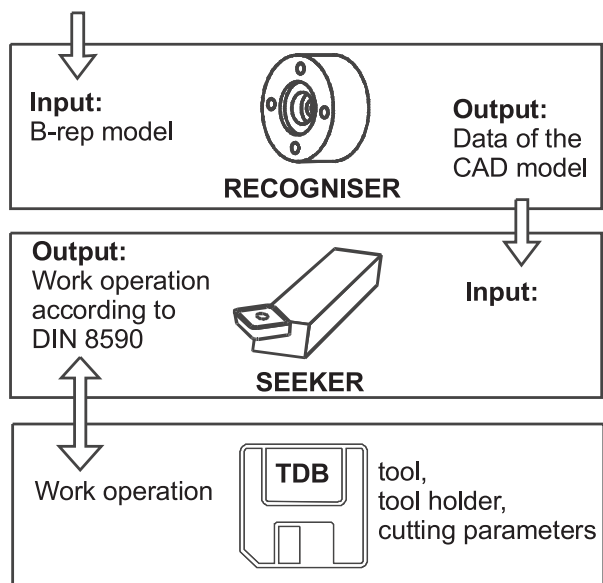 Input:
B-rep model
Output:
Data of the
CAD model
RECOGNISER
Output:
Work operation
according to
DIN 8590
Input:
SEEKER
Work operation
TDB
tool,
tool holder,
cutting parameters